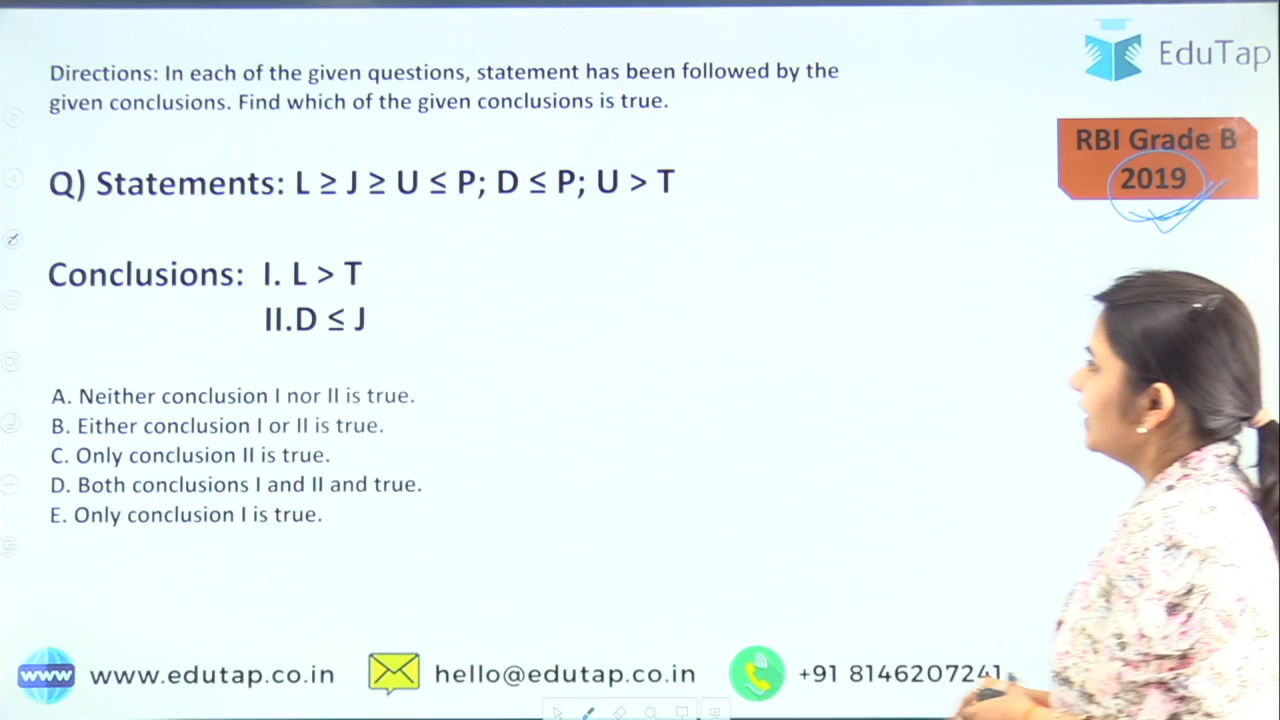 Directions: In each of the given questions, statement has been followed by the
given conclusions. Find which of the given conclusions is true.
EduTap
RBI Grade B
2019
Q) Statements: L ≥ J ≥ U ≤ P; D ≤ P; U > T
Conclusions: I. L > T
II.D ≤ J
A. Neither conclusion I nor II is true.
B. Either conclusion I or II is true.
C. Only conclusion II is true.
D. Both conclusions I and II and true.
E. Only conclusion I is true.
www www.edutap.co.in hello@edutap.co.in +91 8146207241